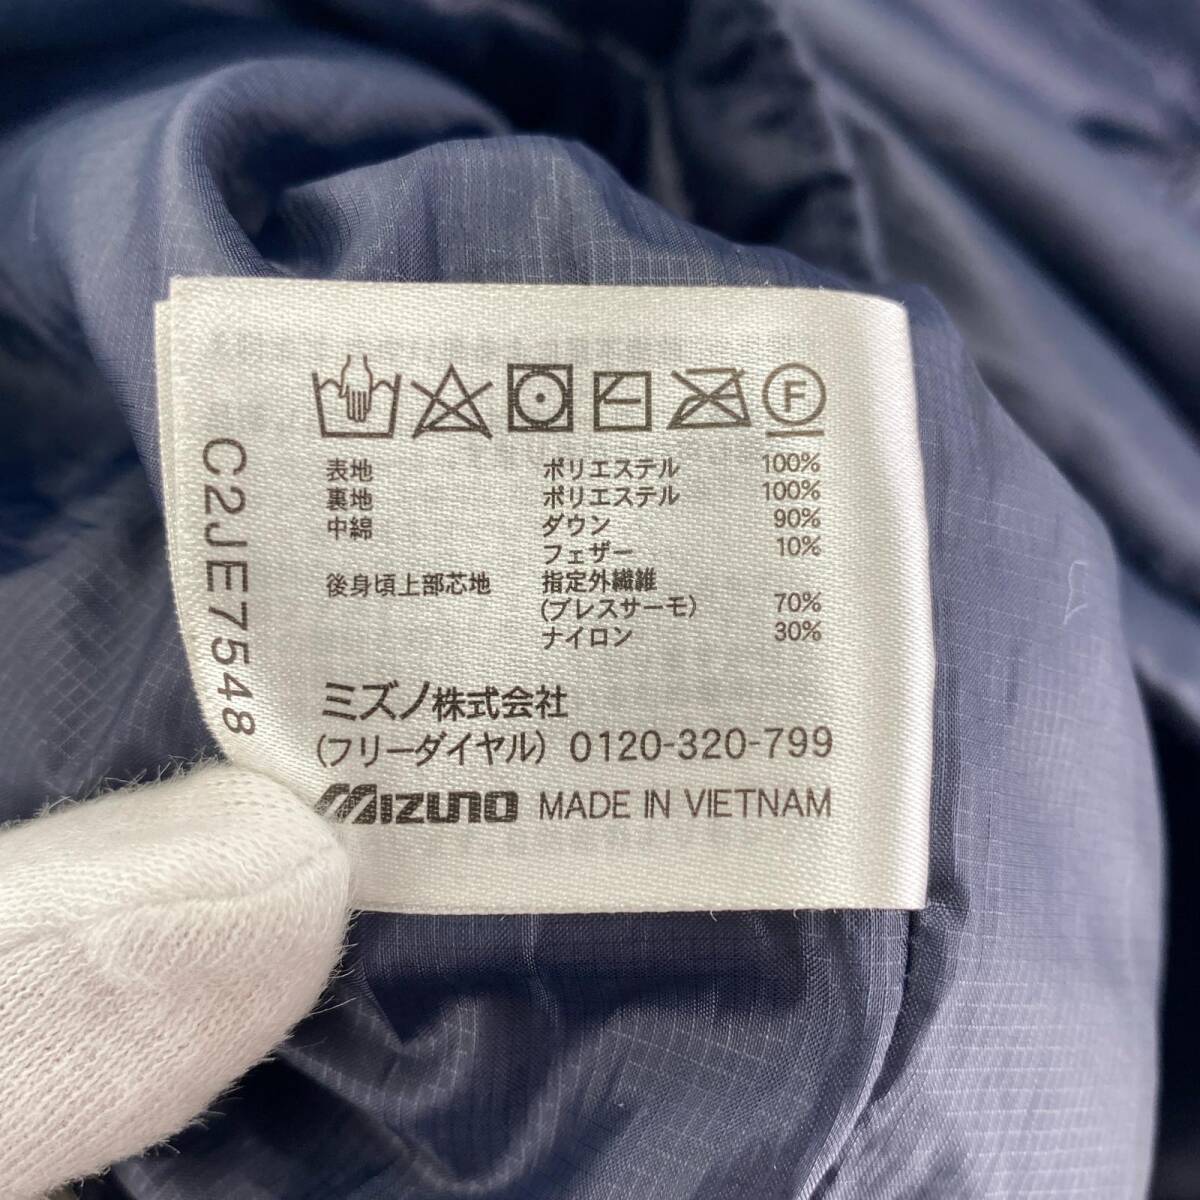 C2JE7548
F
表地 ポリエステル 100%
裏地 ポリエステル 100%
中綿 ダウン 90%
フェザー 10%
後身頃上部芯地 指定外繊維
(ブレスサーモ) 70%
ナイロン 30%
ミズノ株式会社
(フリーダイヤル) 0120-320-799
MIZUNO MADE IN VIETNAM